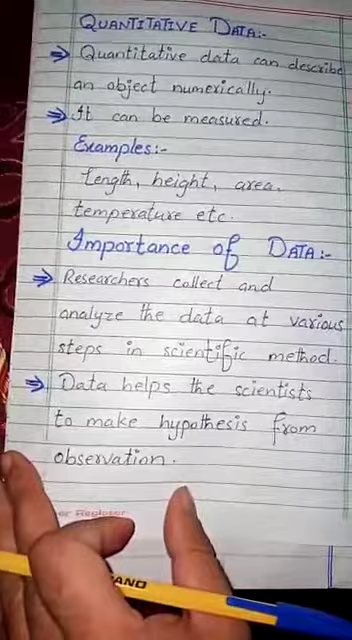 QUANTITATIVE DATA:-
⇒ Quantitative data can describe
an object numerically.
⇒ It can be measured.
Examples:-
Length, height, area,
temperature etc.
Importance of DATA:-
⇒ Researchers collect and
analyze the data at various
steps in scientific method.
⇒ Data helps the scientists
to make hypothesis from
observation.
er Register